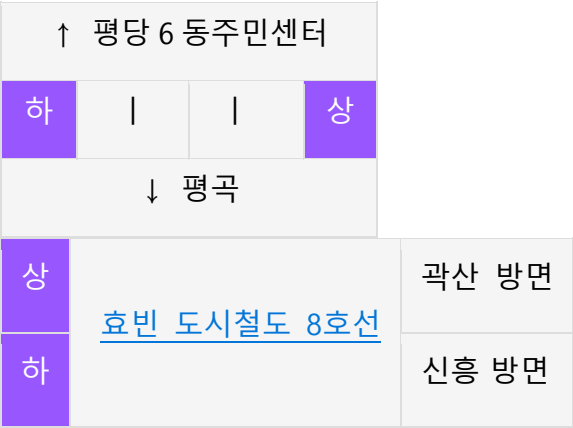 ↑ 평당 6 동주민센터
하 | | 상
↓ 평곡
상 곽산 방면
효빈 도시철도 8호선
하 신흥 방면